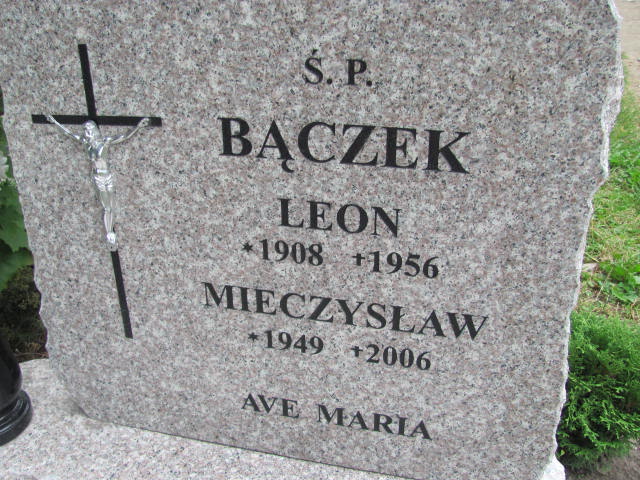 Ś. P.
BĄCZEK
LEON
*1908 +1956
MIECZYSŁAW
*1949 +2006
AVE MARIA